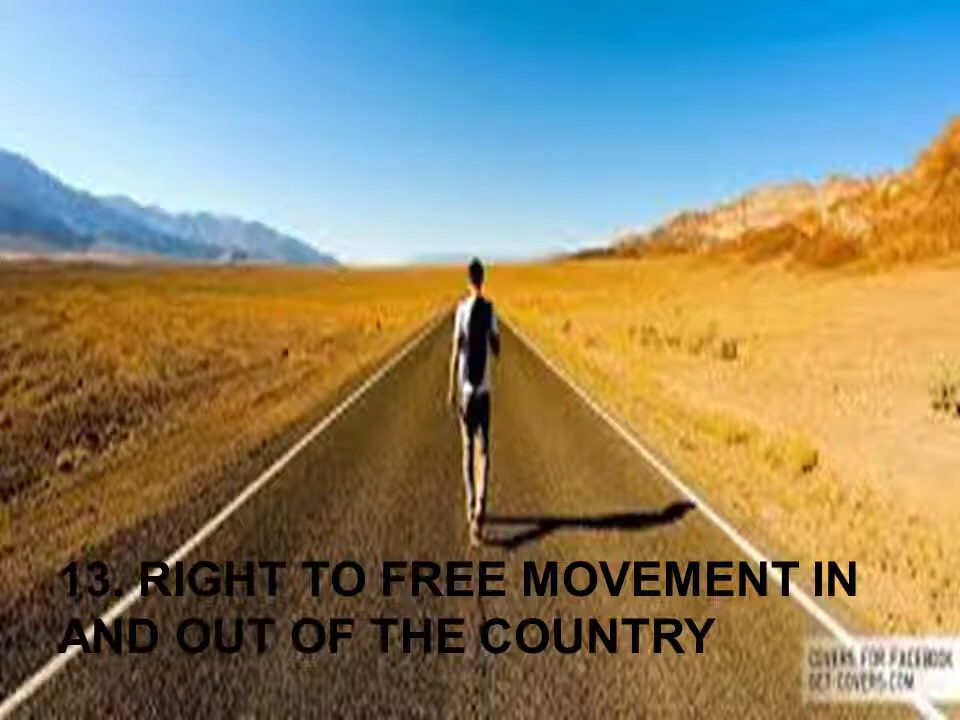 13. RIGHT TO FREE MOVEMENT IN
AND OUT OF THE COUNTRY
COVERS FOR FACEBOOK
GET-COVERS.COM